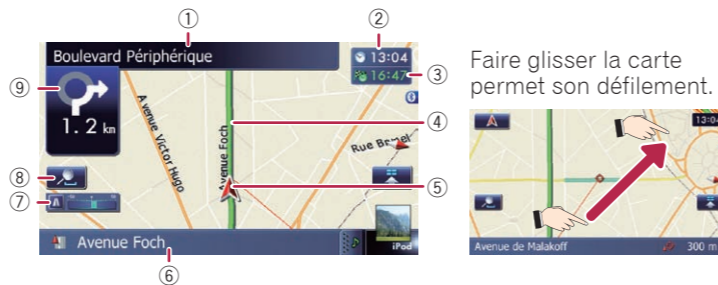 ① ②
Boulevard Périphérique
13:04
16:47 ③
⑨
1.2 km
④
Avenue Victor Hugo
Avenue Foch
Rue
⑧
⑤
⑦ A
Avenue Foch
iPod
⑥
Faire glisser la carte
permet son défilement.
13:04
Avenue de Malakoff 300 m